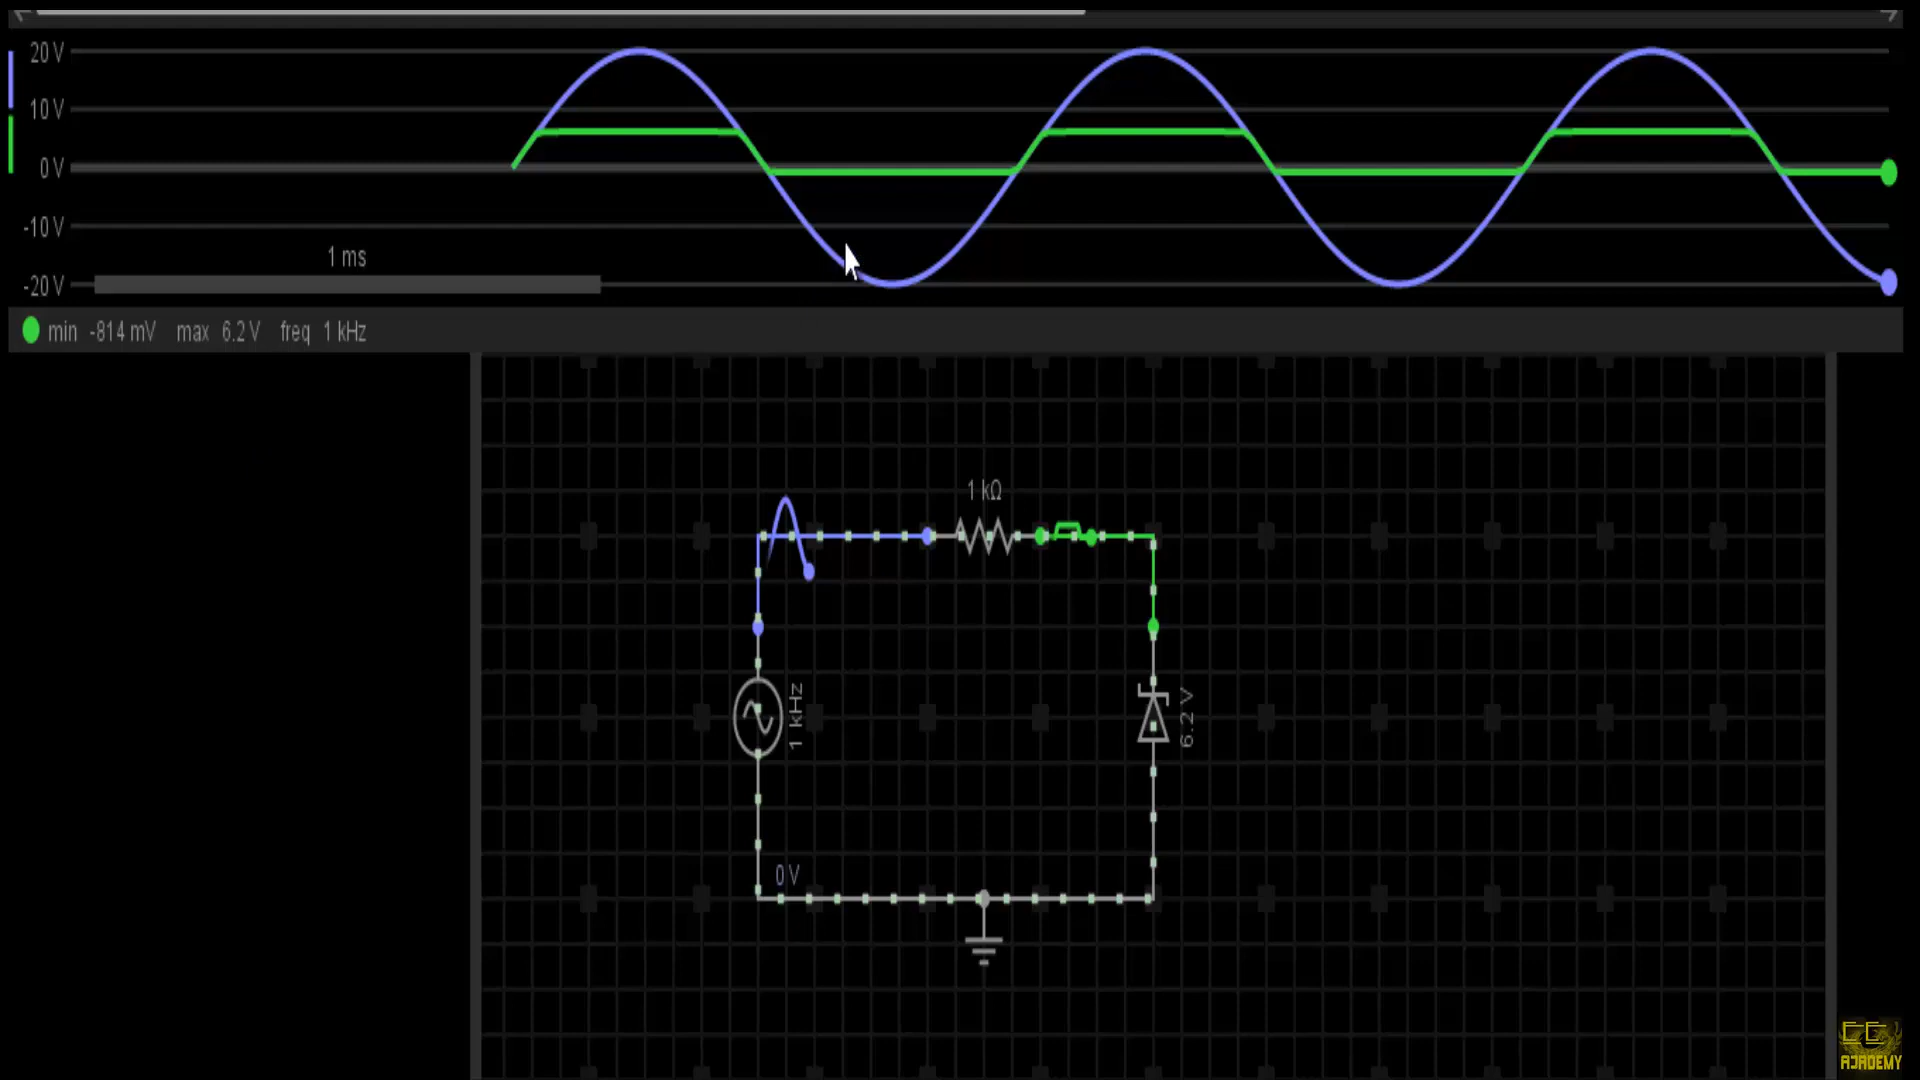 20 V
10 V
0 V
-10 V
1 ms
-20 V
min -814 mV max 6.2 V freq 1 kHz
1 kΩ
1 kHz
6.2 V
0 V
EE
AJADEMY